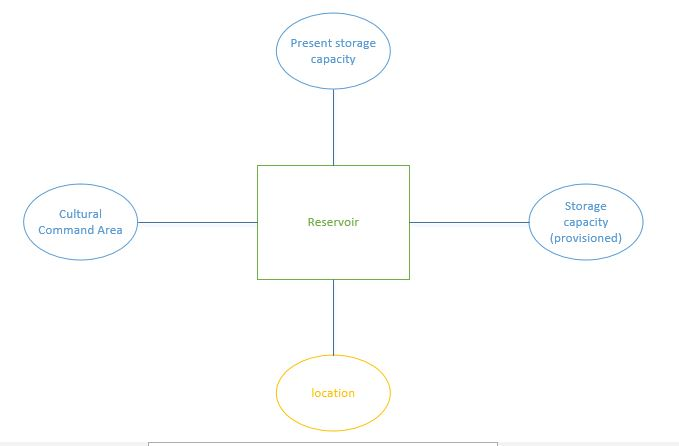 Present storage
capacity
Cultural
Command Area
Reservoir
Storage
capacity
(provisioned)
location